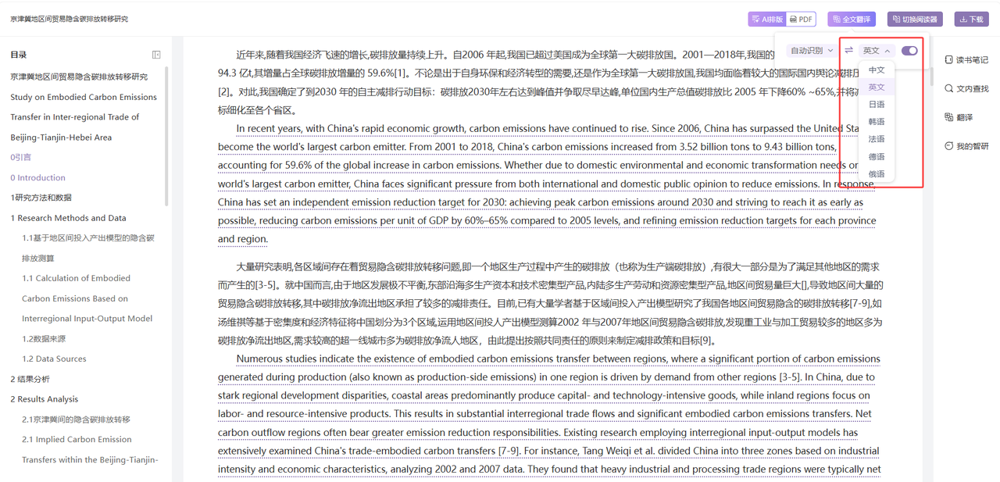 京津冀地区间贸易隐含碳排放转移研究
AI排版
PDF
全文翻译
切换阅读器
下载
自动识别
英文
中文
英文
日语
韩语
法语
德语
俄语
读书笔记
文内查找
翻译
我的智研
目录
京津冀地区间贸易隐含碳排放转移研究
Study on Embodied Carbon Emissions
Transfer in Inter-regional Trade of
Beijing-Tianjin-Hebei Area
0引言
0 Introduction
1研究方法和数据
1 Research Methods and Data
1.1基于地区间投入产出模型的隐含碳
排放测算
1.1 Calculation of Embodied
Carbon Emissions Based on
Interregional Input-Output Model
1.2数据来源
1.2 Data Sources
2 结果分析
2 Results Analysis
2.1京津冀间的隐含碳排放转移
2.1 Implied Carbon Emission
Transfers within the Beijing-Tianjin-
近年来,随着我国经济飞速的增长,碳排放量持续上升。自2006 年起,我国已超过美国成为全球第一大碳排放国。2001—2018年,我国的
94.3 亿t,其增量占全球碳排放增量的 59.6%[1]。不论是出于自身环保和经济转型的需要,还是作为全球第一大碳排放国,我国均面临着较大的国际国内舆论减排压
[2]。对此,我国确定了到2030 年的自主减排行动目标：碳排放2030年左右达到峰值并争取尽早达峰,单位国内生产总值碳排放比 2005 年下降60% ~65%,并将减
标细化至各个省区。
In recent years, with China's rapid economic growth, carbon emissions have continued to rise. Since 2006, China has surpassed the United Sta
become the world's largest carbon emitter. From 2001 to 2018, China's carbon emissions increased from 3.52 billion tons to 9.43 billion tons,
accounting for 59.6% of the global increase in carbon emissions. Whether due to domestic environmental and economic transformation needs or
world's largest carbon emitter, China faces significant pressure from both international and domestic public opinion to reduce emissions. In response,
China has set an independent emission reduction target for 2030: achieving peak carbon emissions around 2030 and striving to reach it as early as
possible, reducing carbon emissions per unit of GDP by 60%–65% compared to 2005 levels, and refining emission reduction targets for each province
and region.
大量研究表明,各区域间存在着贸易隐含碳排放转移问题,即一个地区生产过程中产生的碳排放（也称为生产端碳排放）,有很大一部分是为了满足其他地区的需求
而产生的[3-5]。就中国而言,由于地区发展极不平衡,东部沿海多生产资本和技术密集型产品,内陆多生产劳动和资源密集型产品,地区间贸易量巨大[],导致地区间大量的
贸易隐含碳排放转移,其中碳排放净流出地区承担了较多的减排责任。目前,已有大量学者基于区域间投入产出模型研究了我国各地区间贸易隐含的碳排放转移[7-9],如
汤维祺等基于密集度和经济特征将中国划分为3个区域,运用地区间投人产出模型测算2002 年与2007年地区间贸易隐含碳排放,发现重工业与加工贸易较多的地区多为
碳排放净流出地区,需求较高的超一线城市多为碳排放净流人地区，由此提出按照共同责任的原则来制定减排政策和目标[9]。
Numerous studies indicate the existence of embodied carbon emissions transfer between regions, where a significant portion of carbon emissions
generated during production (also known as production-side emissions) in one region is driven by demand from other regions [3-5]. In China, due to
stark regional development disparities, coastal areas predominantly produce capital- and technology-intensive goods, while inland regions focus on
labor- and resource-intensive products. This results in substantial interregional trade flows and significant embodied carbon emissions transfers. Net
carbon outflow regions often bear greater emission reduction responsibilities. Existing research employing interregional input-output models has
extensively examined China's trade-embodied carbon transfers [7-9]. For instance, Tang Weiqi et al. divided China into three zones based on industrial
intensity and economic characteristics, analyzing 2002 and 2007 data. They found that heavy industrial and processing trade regions were typically net